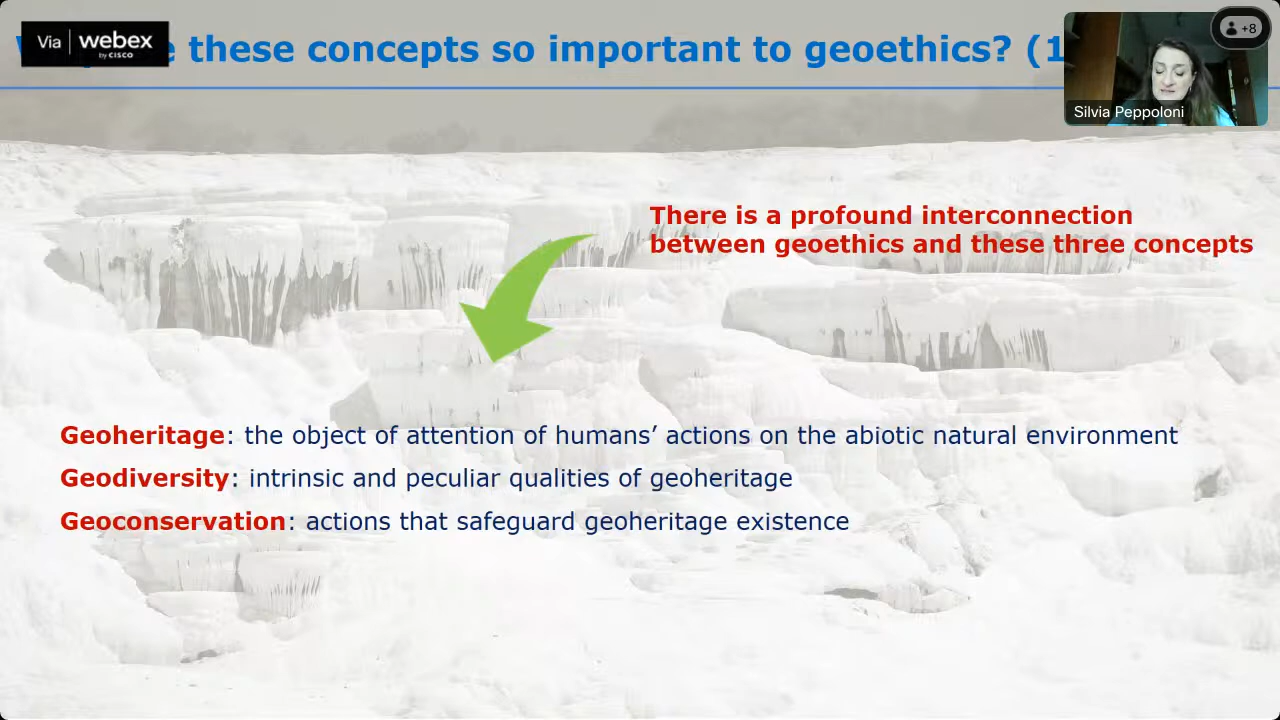 Via webex
by CISCO
these concepts so important to geoethics? (1
+8
Silvia Peppoloni
There is a profound interconnection
between geoethics and these three concepts
Geoheritage: the object of attention of humans’ actions on the abiotic natural environment
Geodiversity: intrinsic and peculiar qualities of geoheritage
Geoconservation: actions that safeguard geoheritage existence